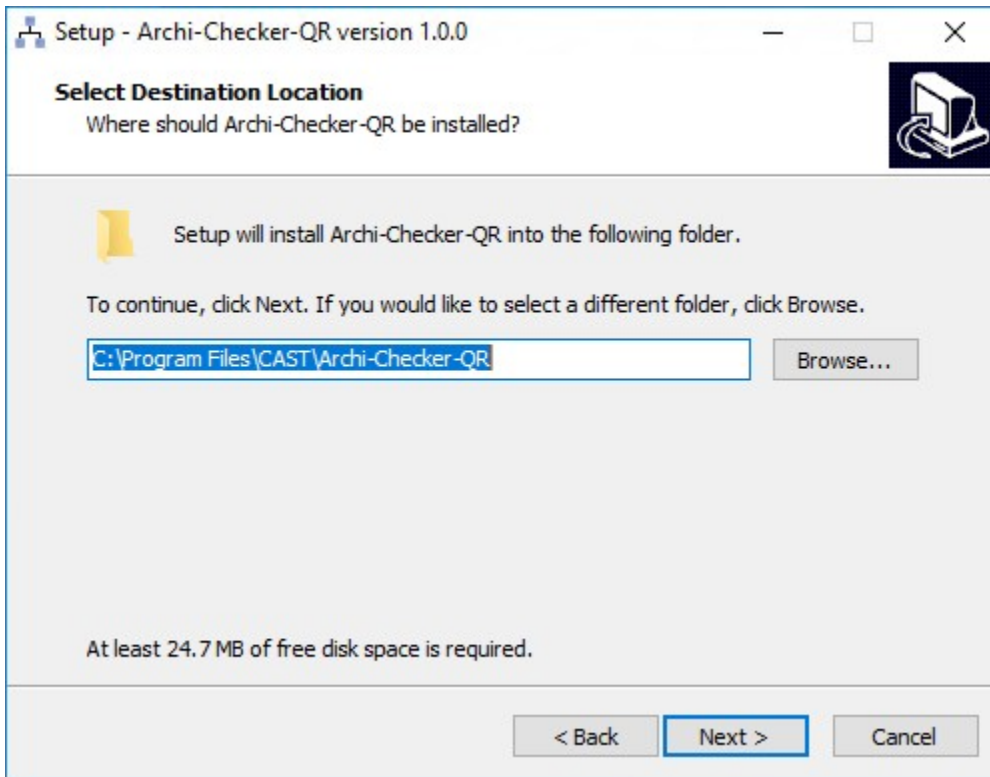 Setup - Archi-Checker-QR version 1.0.0
Select Destination Location
Where should Archi-Checker-QR be installed?
Setup will install Archi-Checker-QR into the following folder.
To continue, click Next. If you would like to select a different folder, click Browse.
C:\Program Files\CAST\Archi-Checker-QR
Browse...
At least 24.7 MB of free disk space is required.
< Back
Next >
Cancel